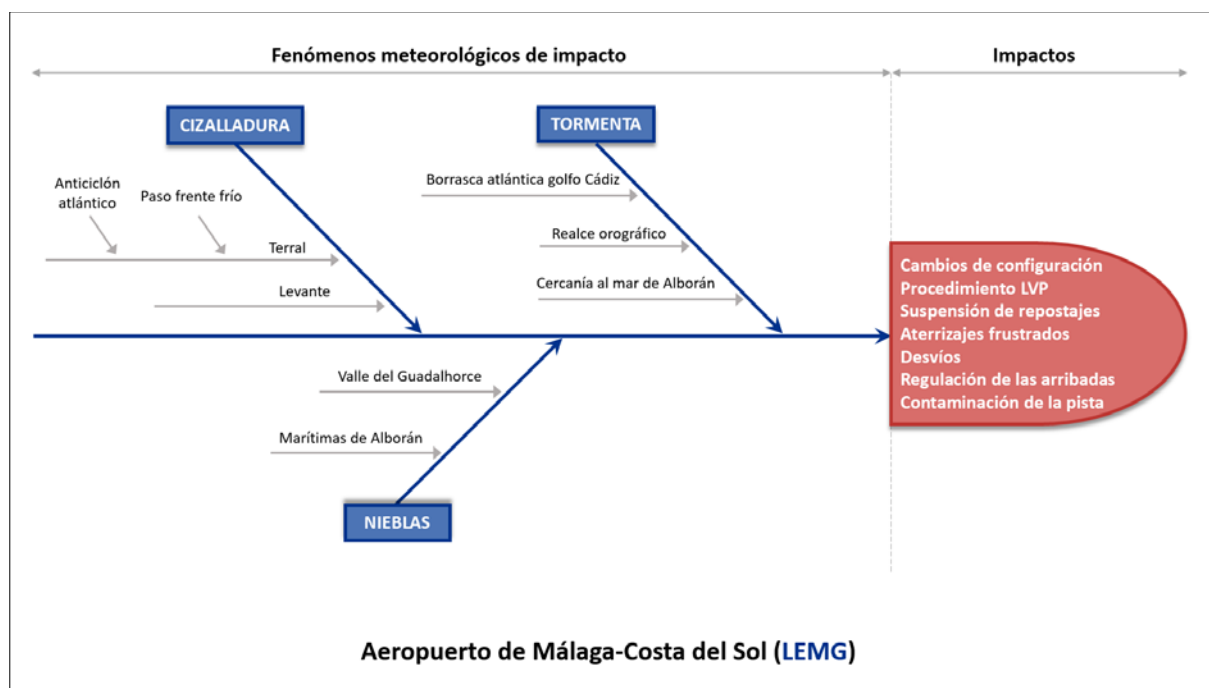 Fenómenos meteorológicos de impacto
Impactos
CIZALLADURA
TORMENTA
Anticiclón
atlántico
Paso frente frío
Terral
Levante
Borrasca atlántica golfo Cádiz
Realce orográfico
Cercanía al mar de Alborán
Cambios de configuración
Procedimiento LVP
Suspensión de repostajes
Aterrizajes frustrados
Desvíos
Regulación de las arribadas
Contaminación de la pista
Valle del Guadalhorce
Marítimas de Alborán
NIEBLAS
Aeropuerto de Málaga-Costa del Sol (LEMG)